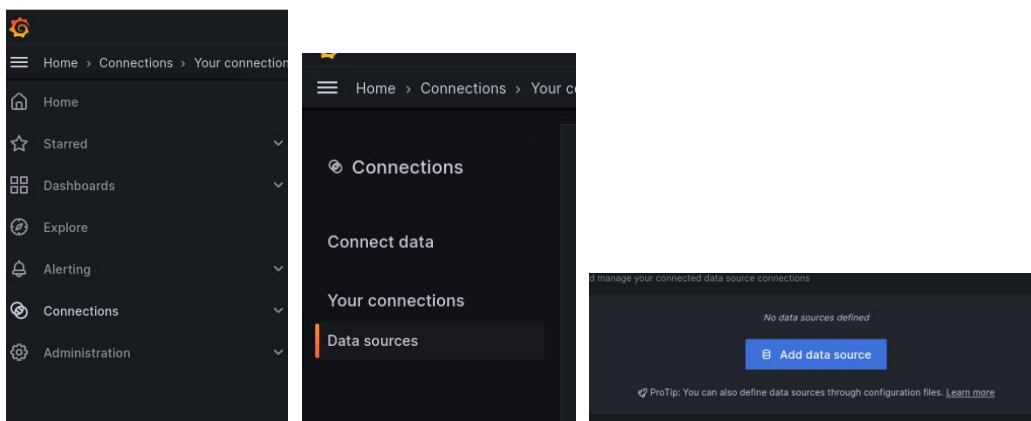 Home › Connections › Your connection
Home
Starred
Dashboards
Explore
Alerting
Connections
Administration
Home › Connections › Your
Connections
Connect data
Your connections
Data sources
manage your connected data source connections
No data sources defined
Add data source
ProTip: You can also define data sources through configuration files. Learn more